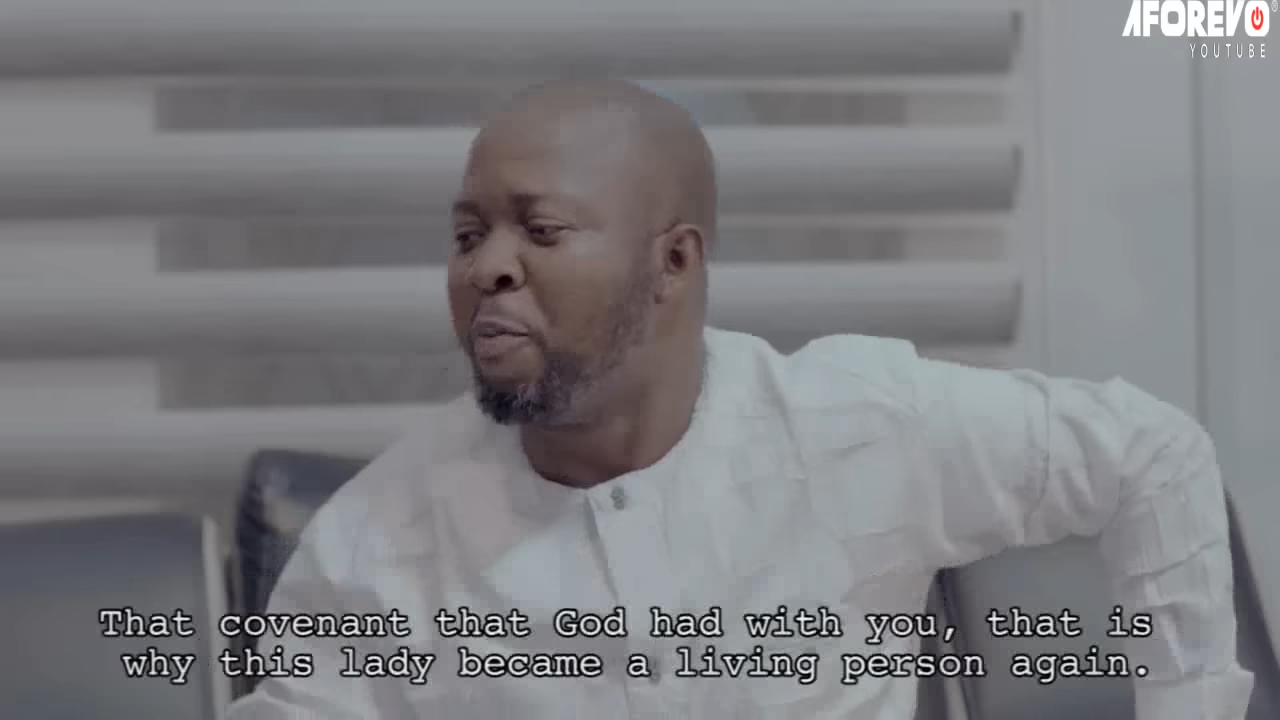 AFOREVO
YOUTUBE
That covenant that God had with you, that is
why this lady became a living person again.